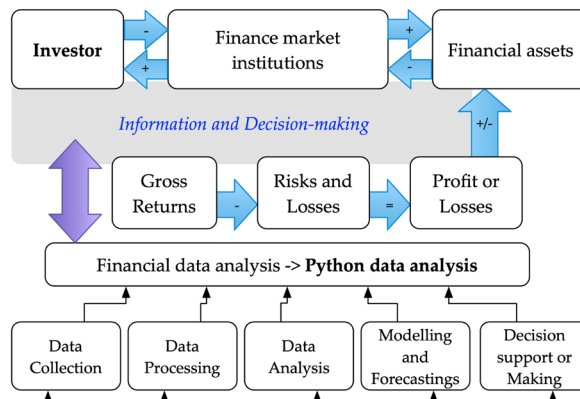 Investor
-
+
Finance market
institutions
+
-
Financial assets
Information and Decision-making
+/-
Gross
Returns
-
Risks and
Losses
=
Profit or
Losses
Financial data analysis -> Python data analysis
Data
Collection
Data
Processing
Data
Analysis
Modelling
and
Forecastings
Decision
support or
Making